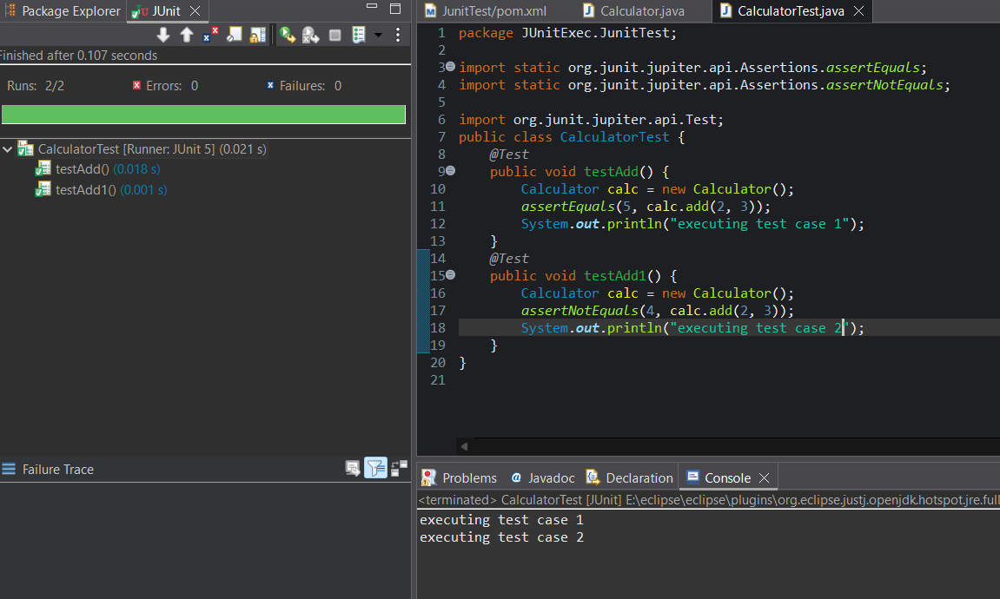 Package Explorer JUnit
Finished after 0.107 seconds
Runs: 2/2 Errors: 0 Failures: 0
CalculatorTest [Runner: JUnit 5] (0.021 s)
testAdd() (0.018 s)
testAdd1() (0.001 s)
Failure Trace
JunitTest/pom.xml Calculator.java CalculatorTest.java
1 package JUnitExec.JunitTest;
2
3 import static org.junit.jupiter.api.Assertions.assertEquals;
4 import static org.junit.jupiter.api.Assertions.assertNotEquals;
5
6 import org.junit.jupiter.api.Test;
7 public class CalculatorTest {
8 @Test
9 public void testAdd() {
10 Calculator calc = new Calculator();
11 assertEquals(5, calc.add(2, 3));
12 System.out.println("executing test case 1");
13 }
14 @Test
15 public void testAdd1() {
16 Calculator calc = new Calculator();
17 assertNotEquals(4, calc.add(2, 3));
18 System.out.println("executing test case 2");
19 }
20 }
21
Problems @ Javadoc Declaration Console
<terminated> CalculatorTest [JUnit] E:\eclipse\eclipse\plugins\org.eclipse.justj.openjdk.hotspot.jre.full
executing test case 1
executing test case 2